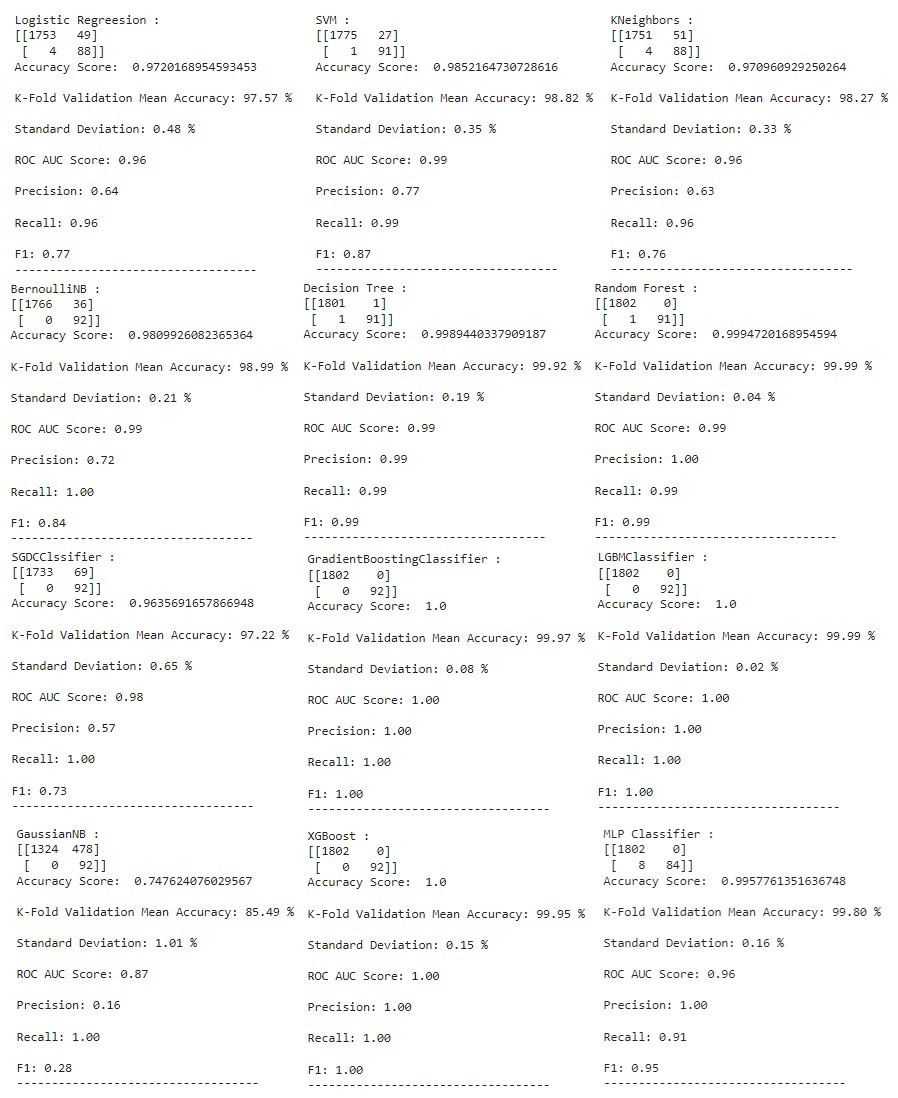 Logistic Regreesion :
[[1753   49]
 [   4   88]]
Accuracy Score:  0.9720168954593453
K-Fold Validation Mean Accuracy: 97.57 %
Standard Deviation: 0.48 %
ROC AUC Score: 0.96
Precision: 0.64
Recall: 0.96
F1: 0.77
-----------------------------------
SVM :
[[1775   27]
 [   1   91]]
Accuracy Score:  0.9852164730728616
K-Fold Validation Mean Accuracy: 98.82 %
Standard Deviation: 0.35 %
ROC AUC Score: 0.99
Precision: 0.77
Recall: 0.99
F1: 0.87
-----------------------------------
KNeighbors :
[[1751   51]
 [   4   88]]
Accuracy Score:  0.970960929250264
K-Fold Validation Mean Accuracy: 98.27 %
Standard Deviation: 0.33 %
ROC AUC Score: 0.96
Precision: 0.63
Recall: 0.96
F1: 0.76
-----------------------------------
BernoulliNB :
[[1766   36]
 [   0   92]]
Accuracy Score:  0.9809926082365364
K-Fold Validation Mean Accuracy: 98.99 %
Standard Deviation: 0.21 %
ROC AUC Score: 0.99
Precision: 0.72
Recall: 1.00
F1: 0.84
-----------------------------------
Decision Tree :
[[1801    1]
 [   1   91]]
Accuracy Score:  0.9989440337909187
K-Fold Validation Mean Accuracy: 99.92 %
Standard Deviation: 0.19 %
ROC AUC Score: 0.99
Precision: 0.99
Recall: 0.99
F1: 0.99
-----------------------------------
Random Forest :
[[1802    0]
 [   1   91]]
Accuracy Score:  0.9994720168954594
K-Fold Validation Mean Accuracy: 99.99 %
Standard Deviation: 0.04 %
ROC AUC Score: 0.99
Precision: 1.00
Recall: 0.99
F1: 0.99
-----------------------------------
SGDCClssifier :
[[1733   69]
 [   0   92]]
Accuracy Score:  0.9635691657866948
K-Fold Validation Mean Accuracy: 97.22 %
Standard Deviation: 0.65 %
ROC AUC Score: 0.98
Precision: 0.57
Recall: 1.00
F1: 0.73
-----------------------------------
GradientBoostingClassifier :
[[1802    0]
 [   0   92]]
Accuracy Score:  1.0
K-Fold Validation Mean Accuracy: 99.97 %
Standard Deviation: 0.08 %
ROC AUC Score: 1.00
Precision: 1.00
Recall: 1.00
F1: 1.00
-----------------------------------
LGBMClassifier :
[[1802    0]
 [   0   92]]
Accuracy Score:  1.0
K-Fold Validation Mean Accuracy: 99.99 %
Standard Deviation: 0.02 %
ROC AUC Score: 1.00
Precision: 1.00
Recall: 1.00
F1: 1.00
-----------------------------------
GaussianNB :
[[1324  478]
 [   0   92]]
Accuracy Score:  0.747624076029567
K-Fold Validation Mean Accuracy: 85.49 %
Standard Deviation: 1.01 %
ROC AUC Score: 0.87
Precision: 0.16
Recall: 1.00
F1: 0.28
-----------------------------------
XGBoost :
[[1802    0]
 [   0   92]]
Accuracy Score:  1.0
K-Fold Validation Mean Accuracy: 99.95 %
Standard Deviation: 0.15 %
ROC AUC Score: 1.00
Precision: 1.00
Recall: 1.00
F1: 1.00
-----------------------------------
MLP Classifier :
[[1802    0]
 [   8   84]]
Accuracy Score:  0.9957761351636748
K-Fold Validation Mean Accuracy: 99.80 %
Standard Deviation: 0.16 %
ROC AUC Score: 0.96
Precision: 1.00
Recall: 0.91
F1: 0.95
-----------------------------------